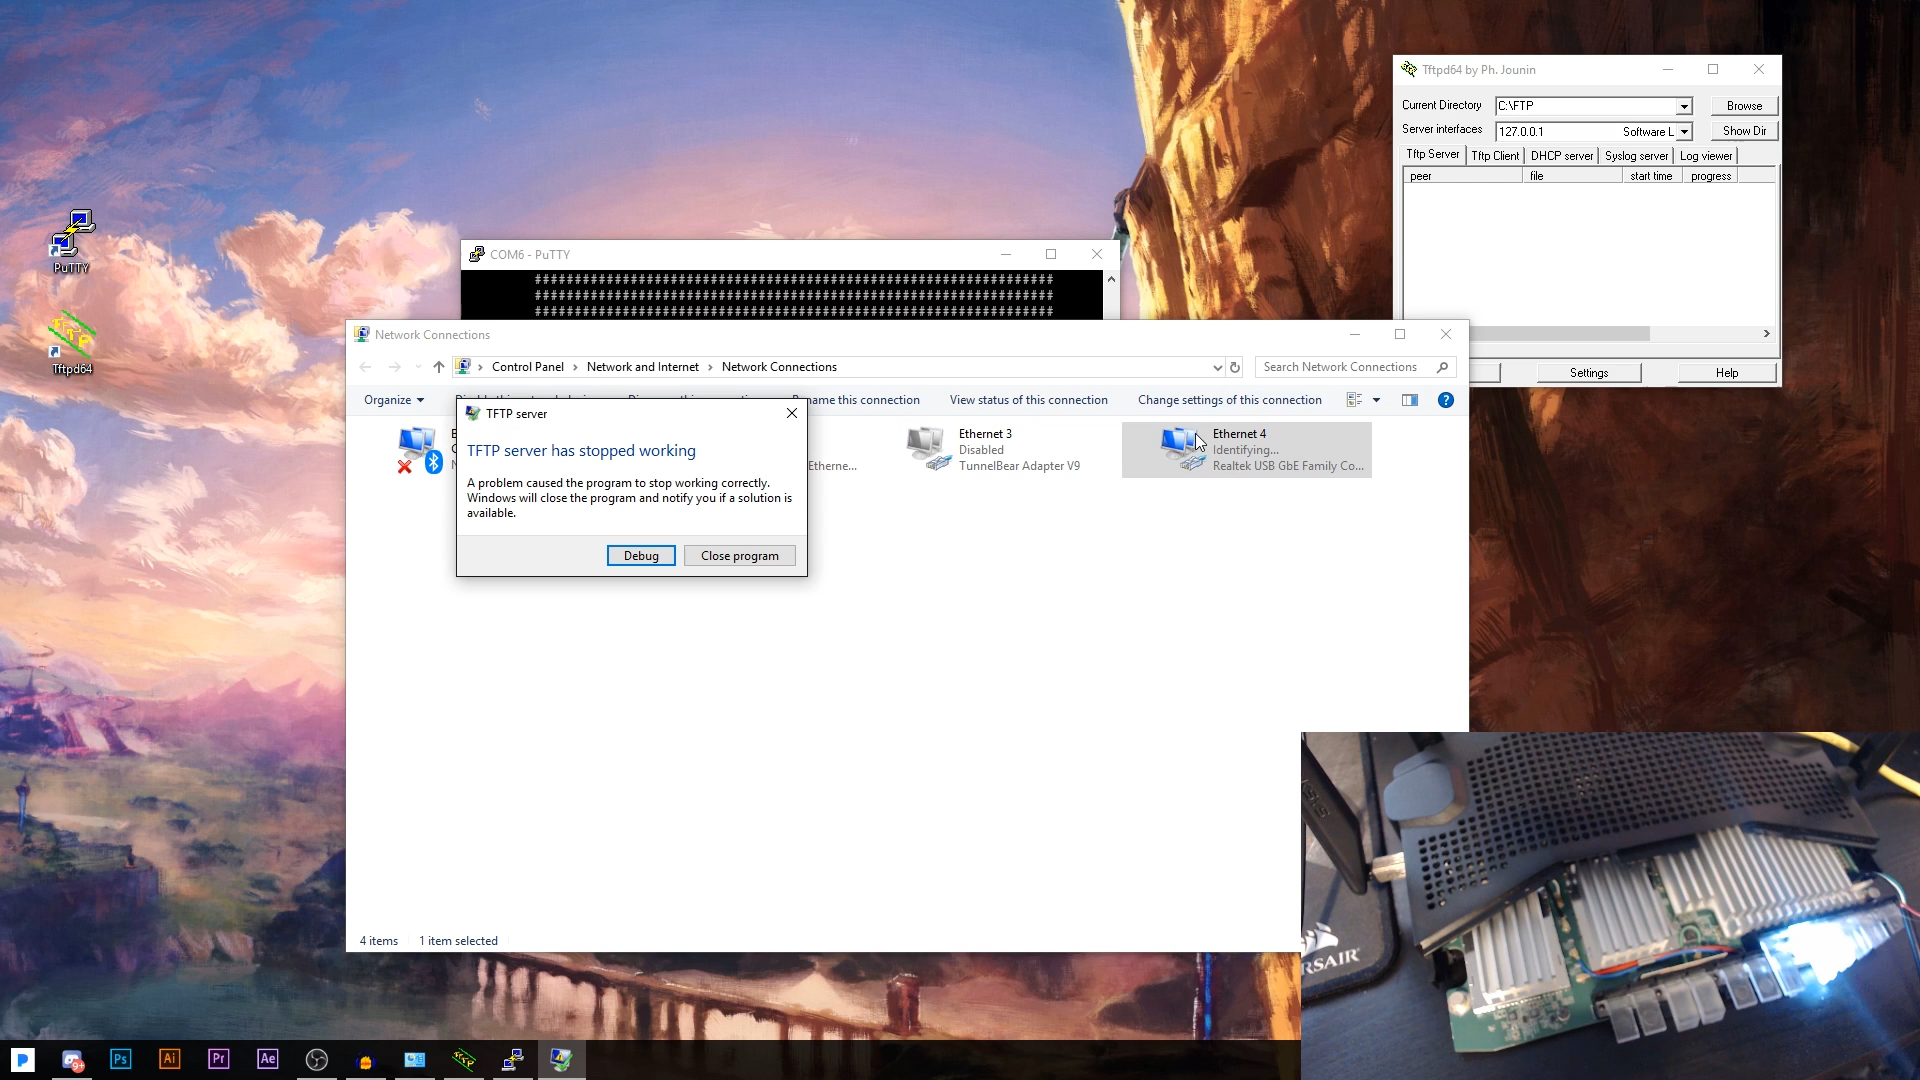 PuTTY
Tftpd64
Tftpd64 by Ph. Jounin
Current Directory
C:\FTP
Browse
Server interfaces
127.0.0.1
Software L
Show Dir
Tftp Server
Tftp Client
DHCP server
Syslog server
Log viewer
peer
file
start time
progress
Settings
Help
COM6 - PuTTY
#################################################################
#################################################################
#################################################################
Network Connections
Control Panel > Network and Internet > Network Connections
Search Network Connections
Organize
name this connection
View status of this connection
Change settings of this connection
Etherne...
Ethernet 3
Disabled
TunnelBear Adapter V9
Ethernet 4
Identifying...
Realtek USB GbE Family Co...
TFTP server
TFTP server has stopped working
A problem caused the program to stop working correctly.
Windows will close the program and notify you if a solution is
available.
Debug
Close program
4 items
1 item selected
RSAIR
Ps
Ai
Pr
Ae
9+